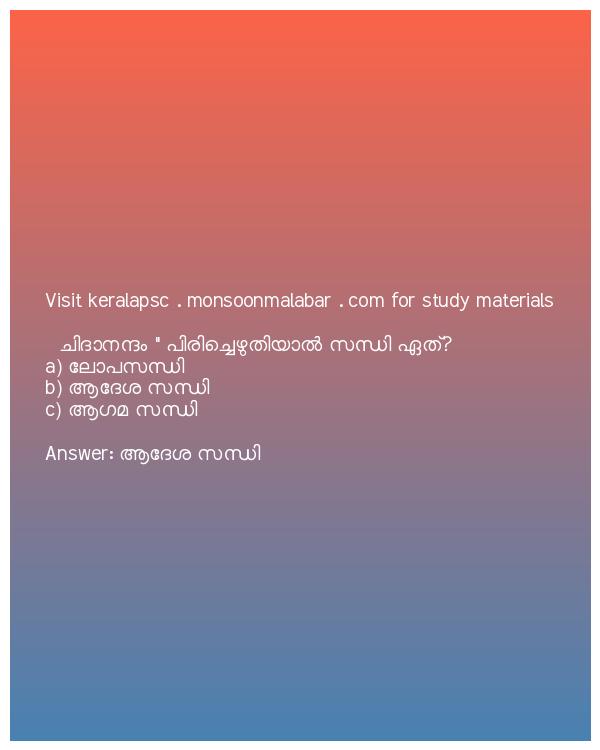 Visit keralapsc . monsoonmalabar . com for study materials
ചിദാനന്ദം " പിരിച്ചെഴുതിയാൽ സന്ധി ഏത്?
a) ലോപസന്ധി
b) ആദേശ സന്ധി
c) ആഗമ സന്ധി
Answer: ആദേശ സന്ധി